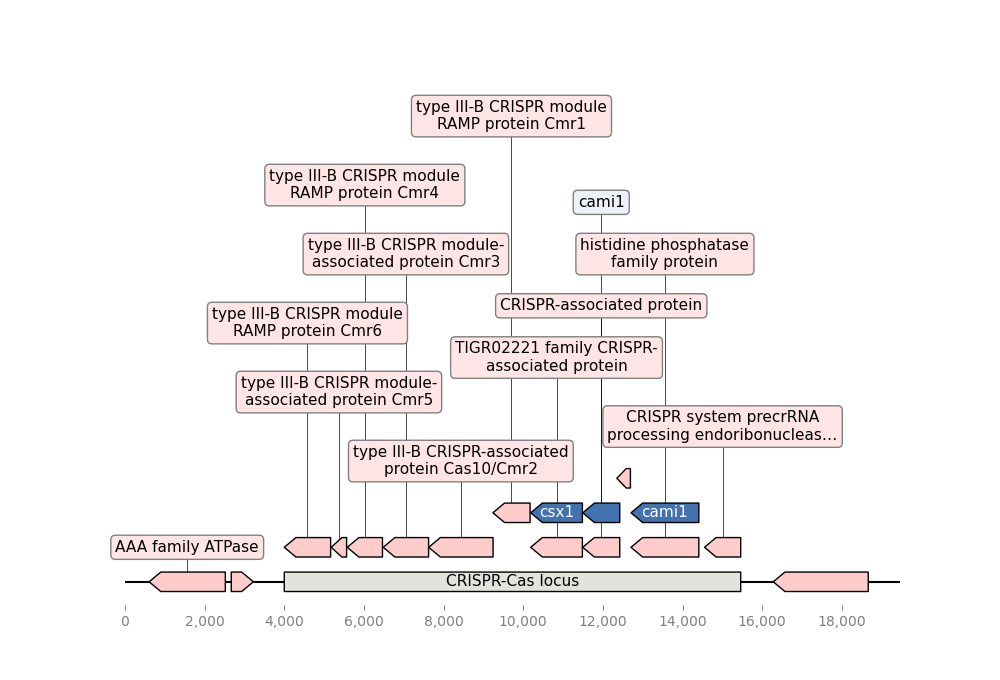 type III-B CRISPR module
RAMP protein Cmr1
type III-B CRISPR module
RAMP protein Cmr4
cami1
type III-B CRISPR module-
associated protein Cmr3
histidine phosphatase
family protein
CRISPR-associated protein
type III-B CRISPR module
RAMP protein Cmr6
TIGR02221 family CRISPR-
associated protein
type III-B CRISPR module-
associated protein Cmr5
CRISPR system precrRNA
processing endoribonucleas...
type III-B CRISPR-associated
protein Cas10/Cmr2
csx1
cami1
AAA family ATPase
CRISPR-Cas locus
0 2,000 4,000 6,000 8,000 10,000 12,000 14,000 16,000 18,000